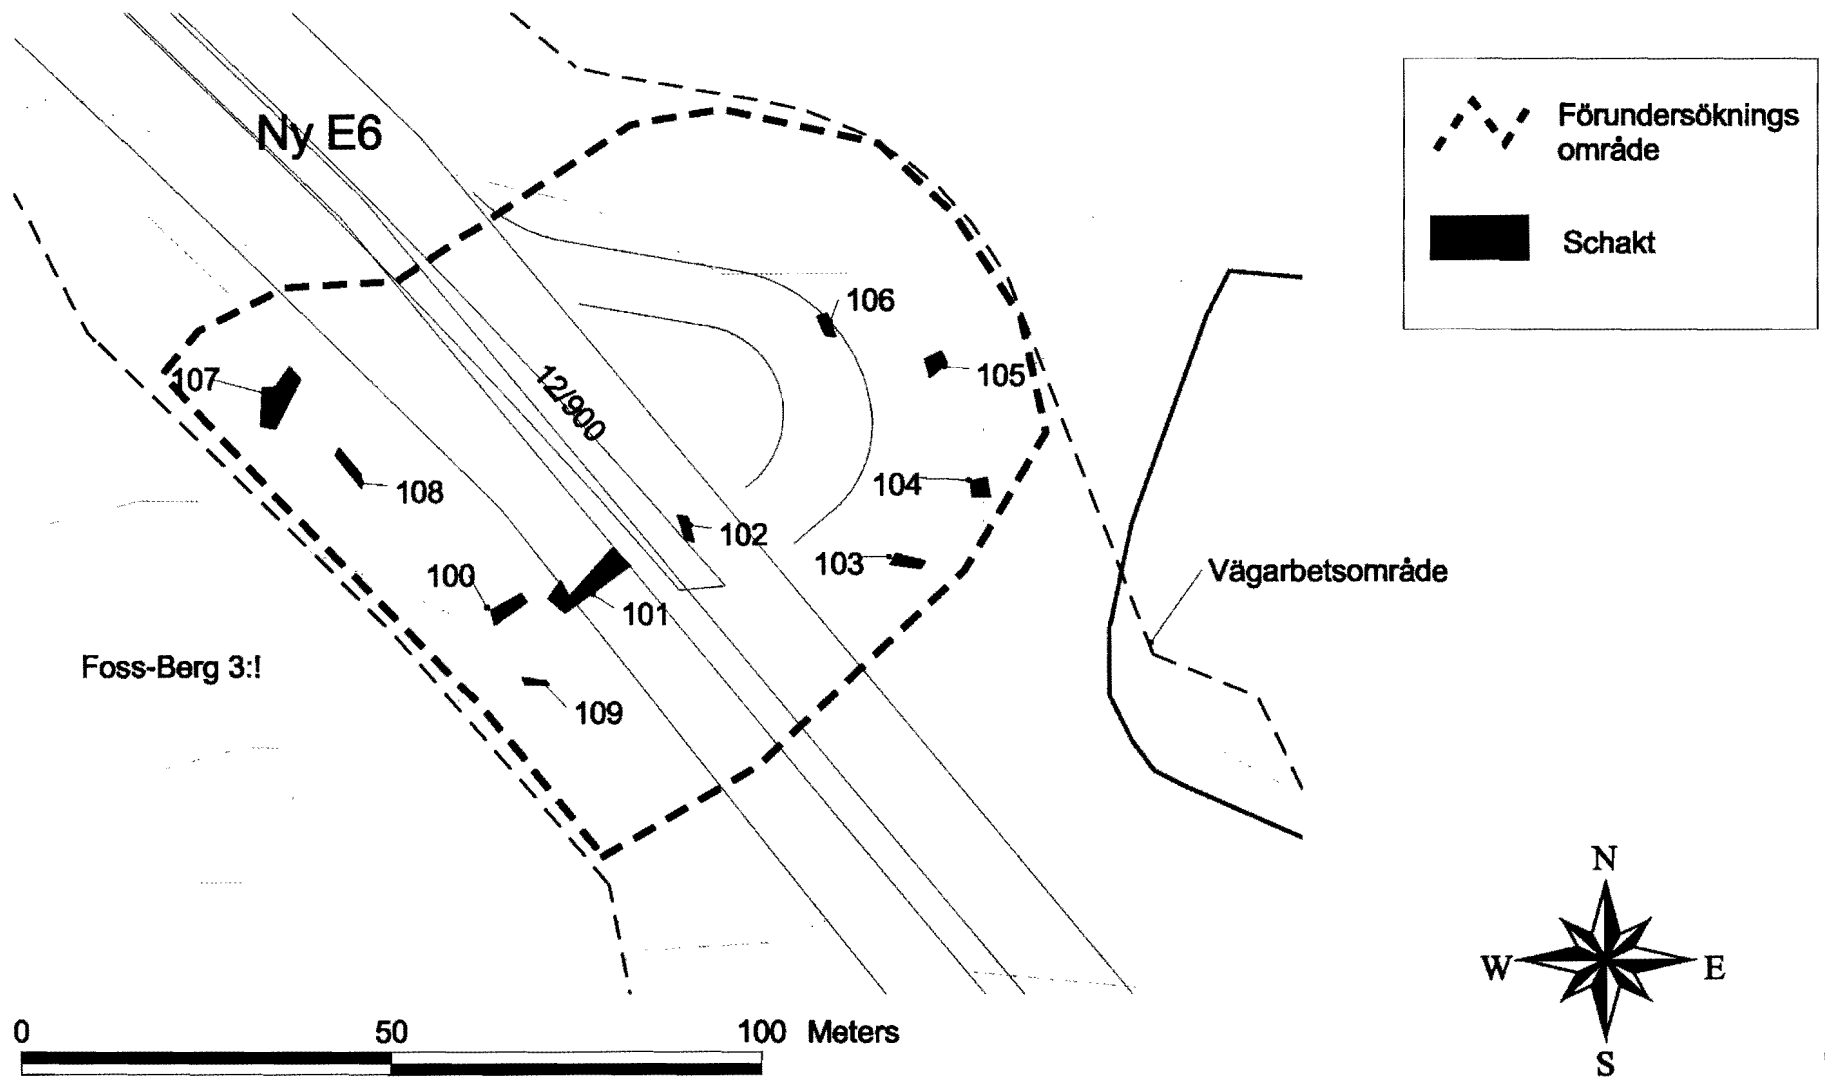 Ny E6
Förundersöknings
område
Schakt
106
105
107
12/900
108
104
102
103
100
101
Vägarbetsområde
Foss-Berg 3:!
109
N
W
E
S
0
50
100 Meters